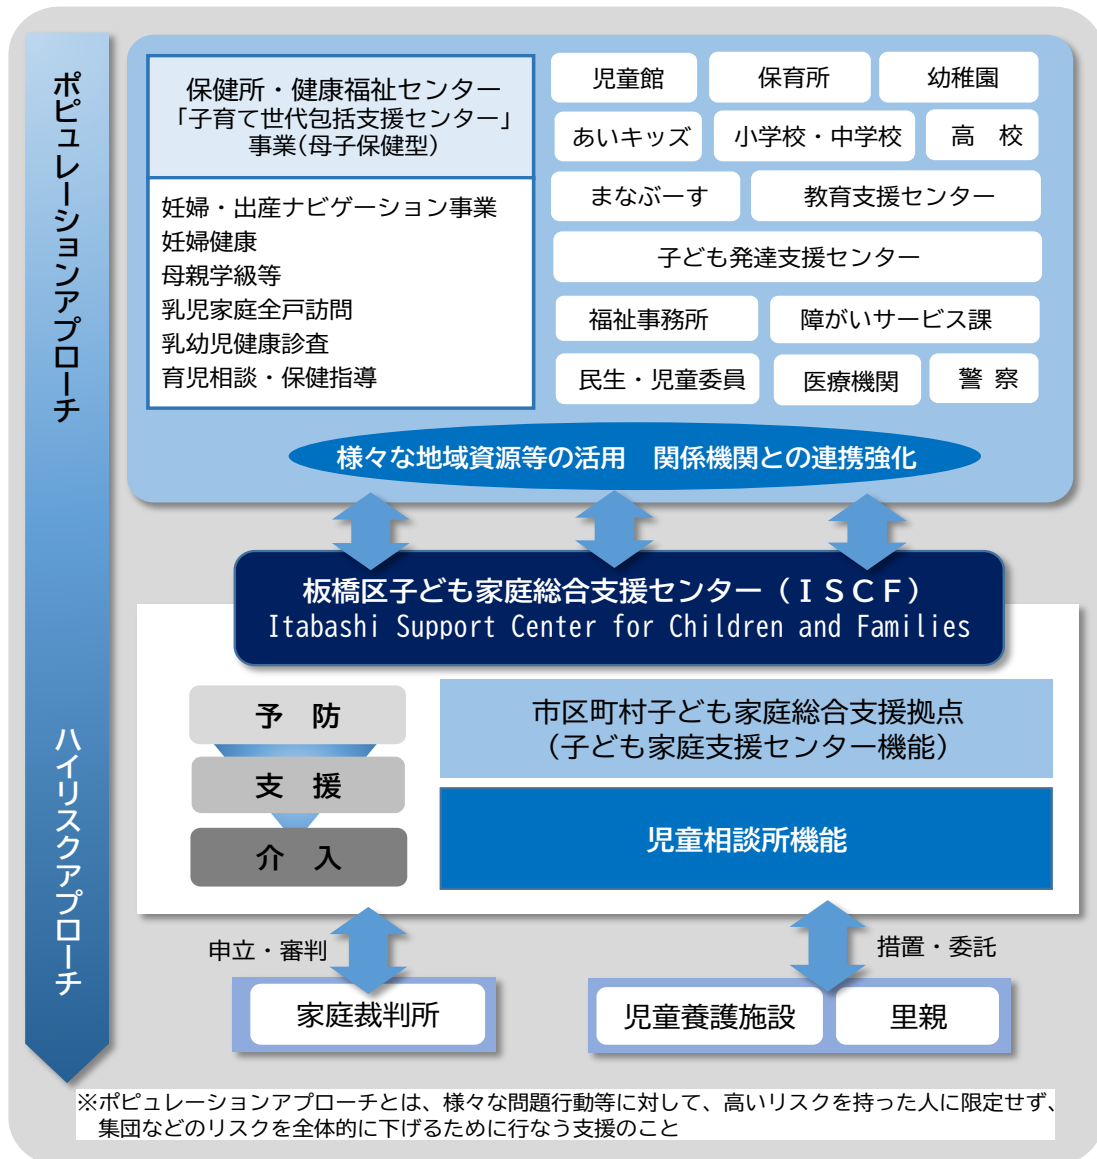 ポピュレーションアプローチ
ハイリスクアプローチ
保健所・健康福祉センター
「子育て世代包括支援センター」
事業(母子保健型)
妊婦・出産ナビゲーション事業
妊婦健康
母親学級等
乳児家庭全戸訪問
乳幼児健康診査
育児相談・保健指導
児童館
保育所
幼稚園
あいキッズ
小学校・中学校
高　校
まなぶーす
教育支援センター
子ども発達支援センター
福祉事務所
障がいサービス課
民生・児童委員
医療機関
警 察
様々な地域資源等の活用　関係機関との連携強化
板橋区子ども家庭総合支援センター（ＩＳＣＦ）
Itabashi Support Center for Children and Families
予　防
支　援
介　入
市区町村子ども家庭総合支援拠点
（子ども家庭支援センター機能）
児童相談所機能
申立・審判
措置・委託
家庭裁判所
児童養護施設
里親
※ポピュレーションアプローチとは、様々な問題行動等に対して、高いリスクを持った人に限定せず、
集団などのリスクを全体的に下げるために行なう支援のこと